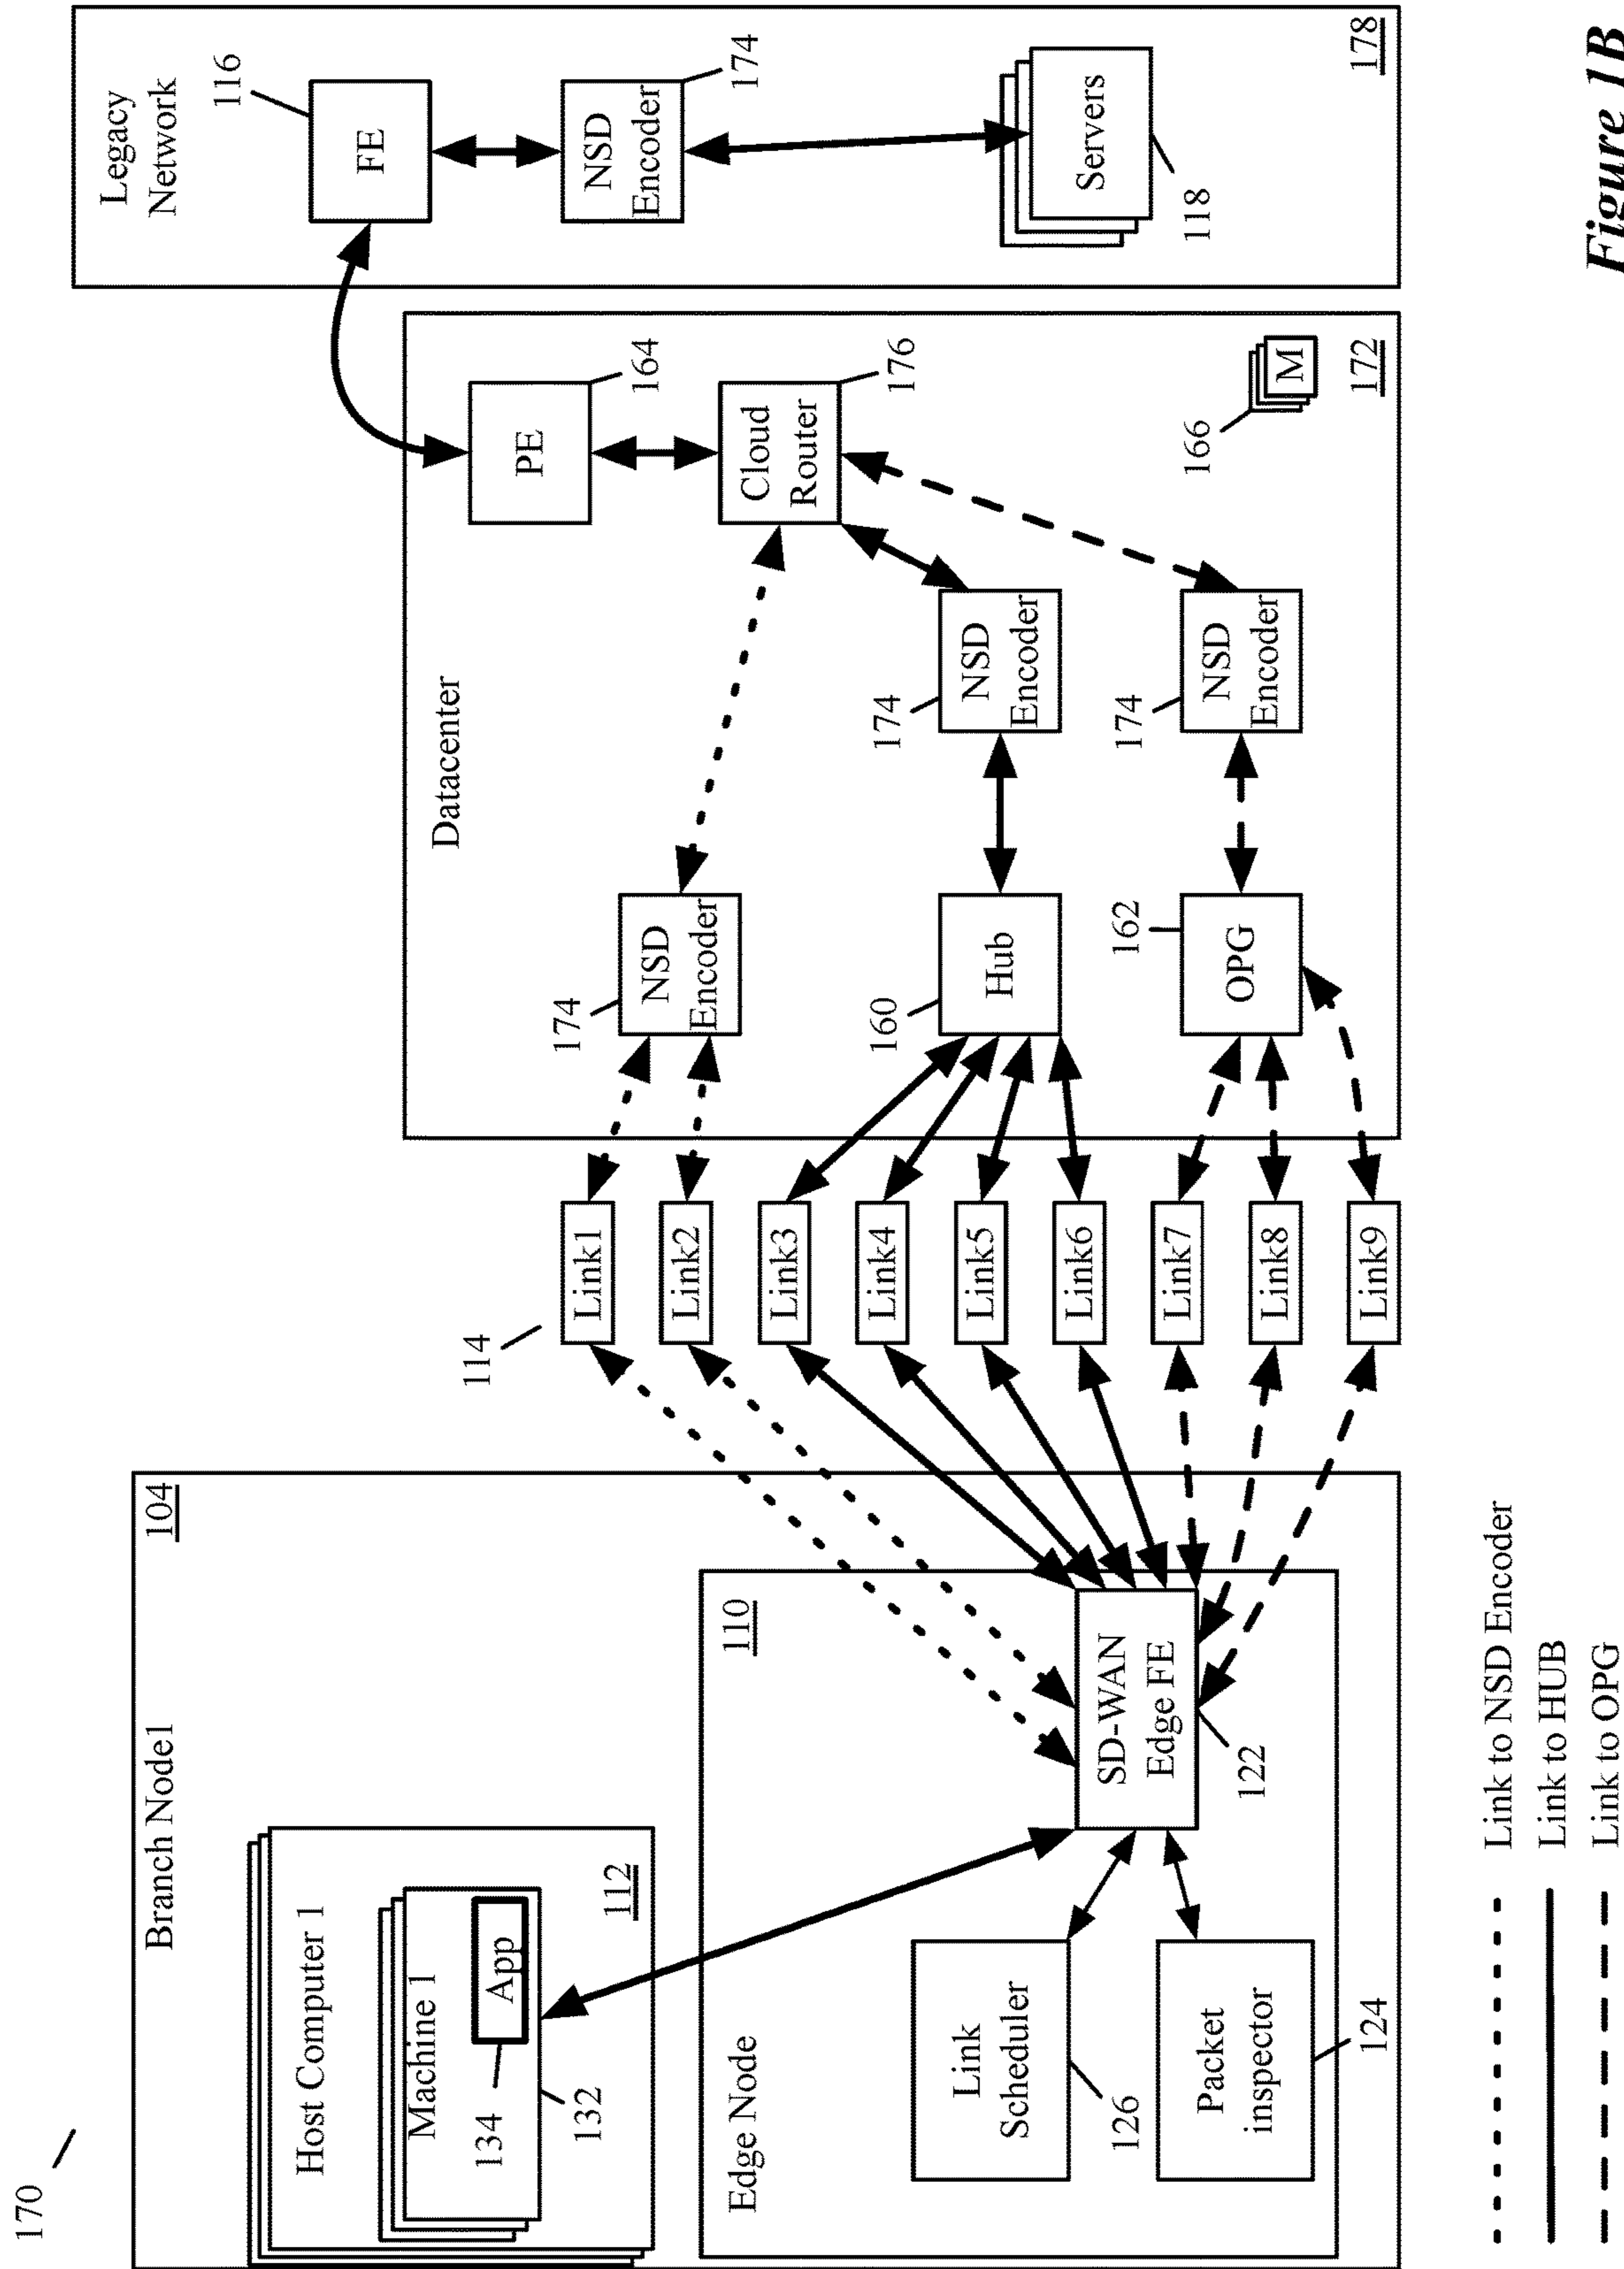 170
Branch Node1
104
Host Computer 1
Machine 1
App
134
132
112
Edge Node
110
Link
Scheduler
126
Packet
inspector
124
SD-WAN
Edge FE
122
114
Link1
Link2
Link3
Link4
Link5
Link6
Link7
Link8
Link9
Datacenter
NSD
Encoder
174
Hub
160
OPG
162
NSD
Encoder
174
NSD
Encoder
174
PE
164
Cloud
Router
176
M
166
172
Legacy
Network
FE
116
NSD
Encoder
174
Servers
118
178
Link to NSD Encoder
Link to HUB
Link to OPG
Figure 1B